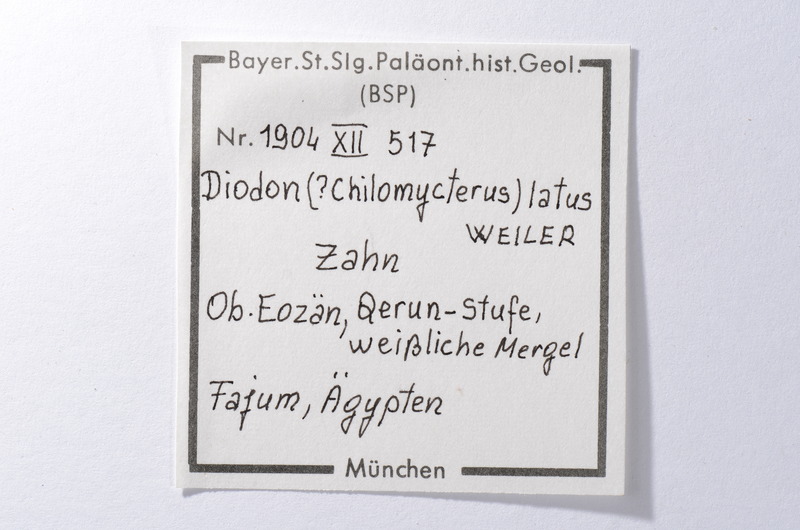 Bayer.St.Slg.Paläont.hist.Geol.
(BSP)
Nr. 1904 XII 517
Diodon (?Chilomycterus) latus
WEILER
Zahn
Ob. Eozän, Qerun-Stufe,
weißliche Mergel
Fajum, Ägypten
München